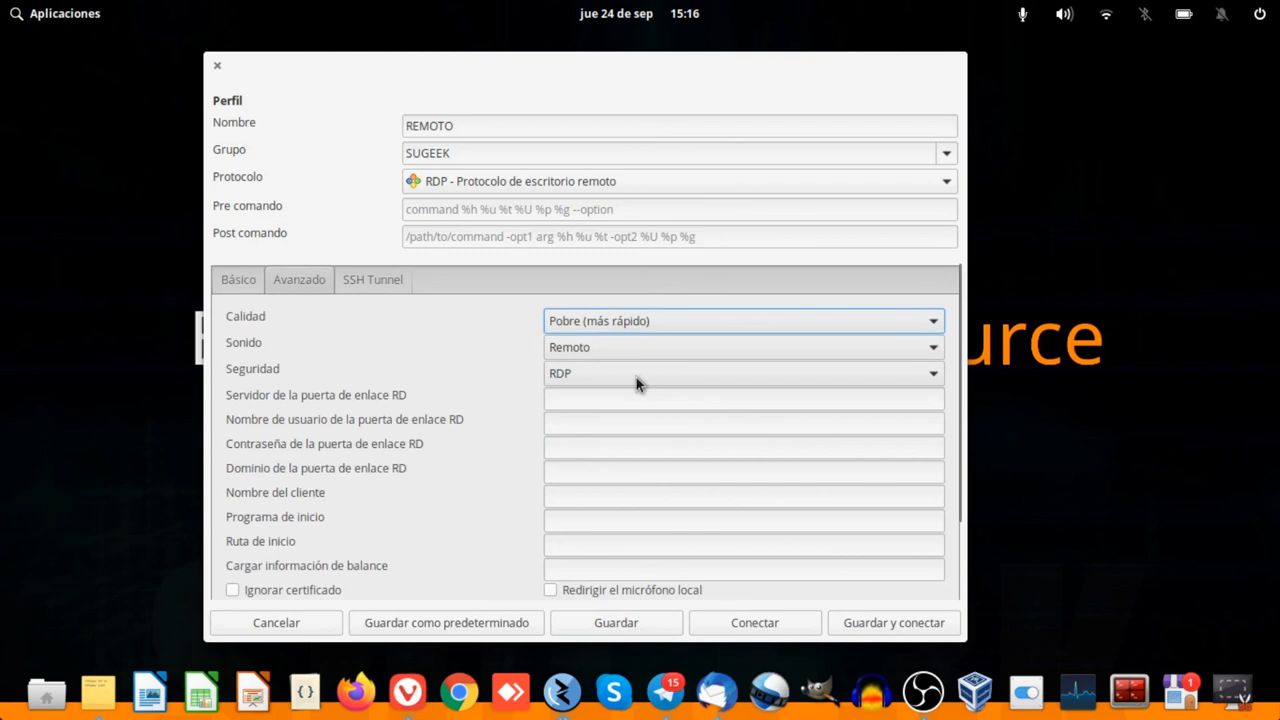 Aplicaciones
jue 24 de sep 15:16
Perfil
Nombre
REMOTO
Grupo
SUGEEK
Protocolo
RDP - Protocolo de escritorio remoto
Pre comando
command %h %u %t %U %p %g --option
Post comando
/path/to/command -opt1 arg %h %u %t -opt2 %U %p %g
Básico
Avanzado
SSH Tunnel
Calidad
Pobre (más rápido)
Sonido
Remoto
Seguridad
RDP
Servidor de la puerta de enlace RD
Nombre de usuario de la puerta de enlace RD
Contraseña de la puerta de enlace RD
Dominio de la puerta de enlace RD
Nombre del cliente
Programa de inicio
Ruta de inicio
Cargar información de balance
Ignorar certificado
Redirigir el micrófono local
Cancelar
Guardar como predeterminado
Guardar
Conectar
Guardar y conectar
urce
15
1